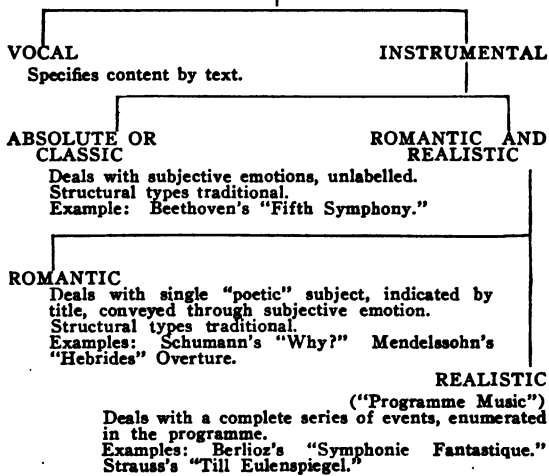 VOCAL INSTRUMENTAL
Specifies content by text.
ABSOLUTE OR ROMANTIC AND
CLASSIC REALISTIC
Deals with subjective emotions, unlabelled.
Structural types traditional.
Example: Beethoven's "Fifth Symphony."
ROMANTIC
Deals with single "poetic" subject, indicated by
title, conveyed through subjective emotion.
Structural types traditional.
Examples: Schumann's "Why?" Mendelssohn's
"Hebrides" Overture.
REALISTIC
("Programme Music")
Deals with a complete series of events, enumerated
in the programme.
Examples: Berlioz's "Symphonie Fantastique."
Strauss's "Till Eulenspiegel."